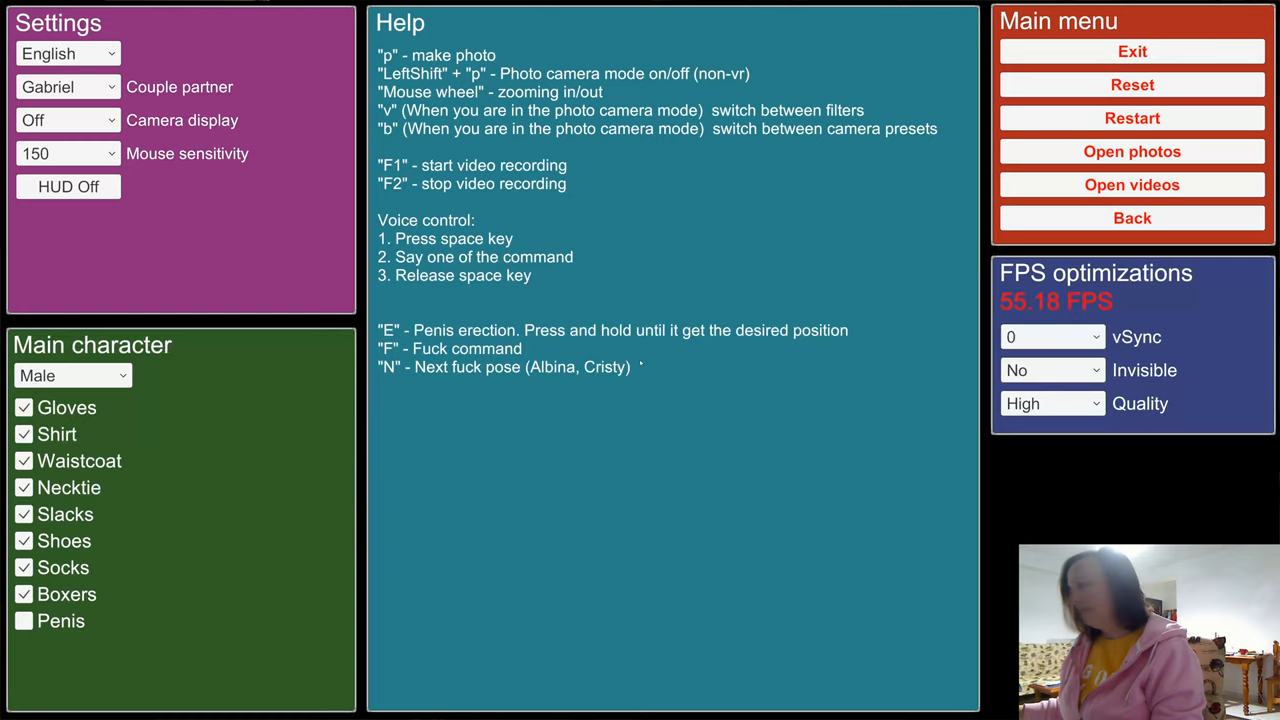 Settings
English
Gabriel
Couple partner
Off
Camera display
150
Mouse sensitivity
HUD Off
Main character
Male
Gloves
Shirt
Waistcoat
Necktie
Slacks
Shoes
Socks
Boxers
Penis
Help
"p" - make photo
"LeftShift" + "p" - Photo camera mode on/off (non-vr)
"Mouse wheel" - zooming in/out
"v" (When you are in the photo camera mode)  switch between filters
"b" (When you are in the photo camera mode)  switch between camera presets
"F1" - start video recording
"F2" - stop video recording
Voice control:
1. Press space key
2. Say one of the command
3. Release space key
"E" - Penis erection. Press and hold until it get the desired position
"F" - Fuck command
"N" - Next fuck pose (Albina, Cristy)
Main menu
Exit
Reset
Restart
Open photos
Open videos
Back
FPS optimizations
55.18 FPS
0
vSync
No
Invisible
High
Quality